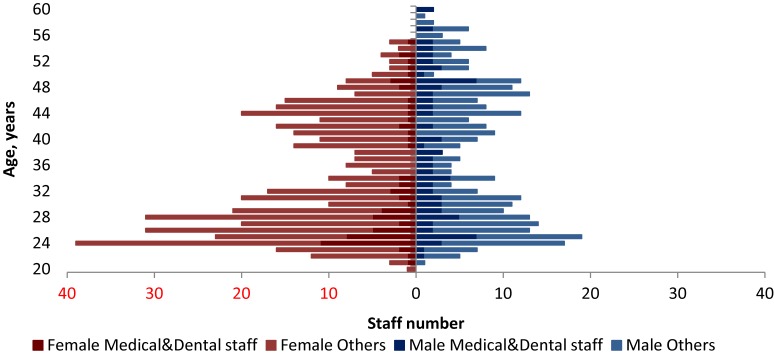 60
56
52
48
44
40
36
32
28
24
20
Age, years
40 30 20 10 0 10 20 30 40
Staff number
Female Medical&Dental staff Female Others Male Medical&Dental staff Male Others